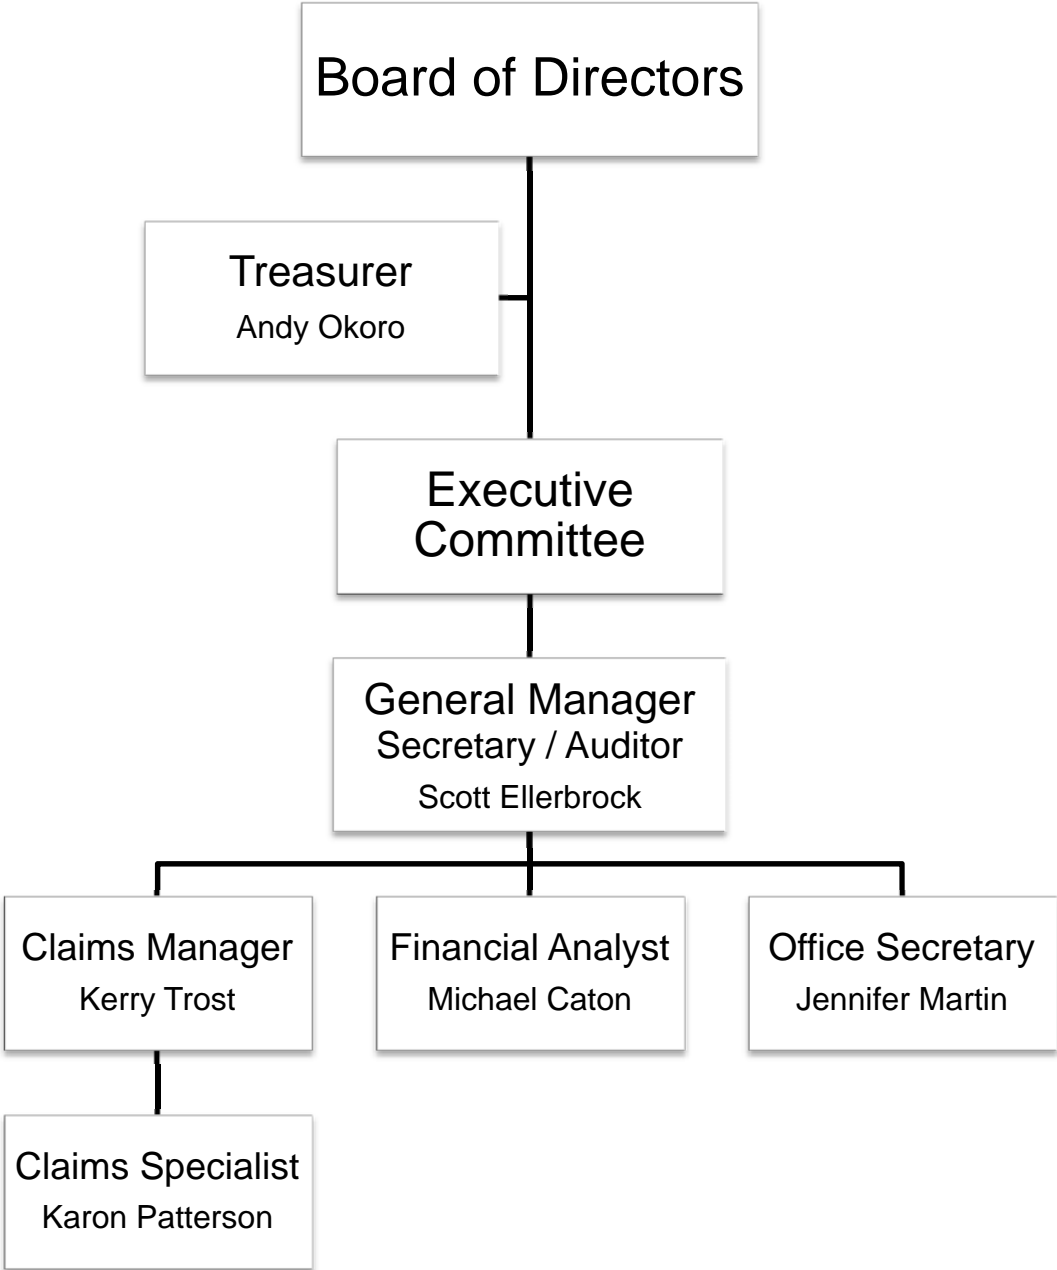 Board of Directors
Treasurer
Andy Okoro
Executive
Committee
General Manager
Secretary / Auditor
Scott Ellerbrock
Claims Manager
Kerry Trost
Financial Analyst
Michael Caton
Office Secretary
Jennifer Martin
Claims Specialist
Karon Patterson